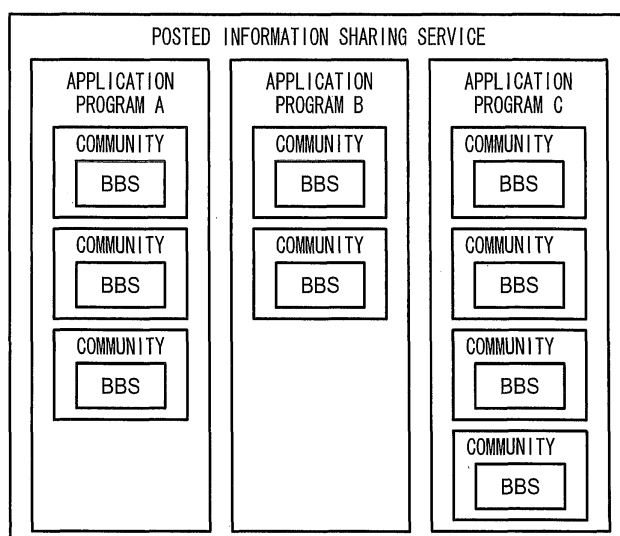 POSTED INFORMATION SHARING SERVICE
APPLICATION
PROGRAM A
COMMUNITY
BBS
COMMUNITY
BBS
COMMUNITY
BBS
APPLICATION
PROGRAM B
COMMUNITY
BBS
COMMUNITY
BBS
APPLICATION
PROGRAM C
COMMUNITY
BBS
COMMUNITY
BBS
COMMUNITY
BBS
COMMUNITY
BBS